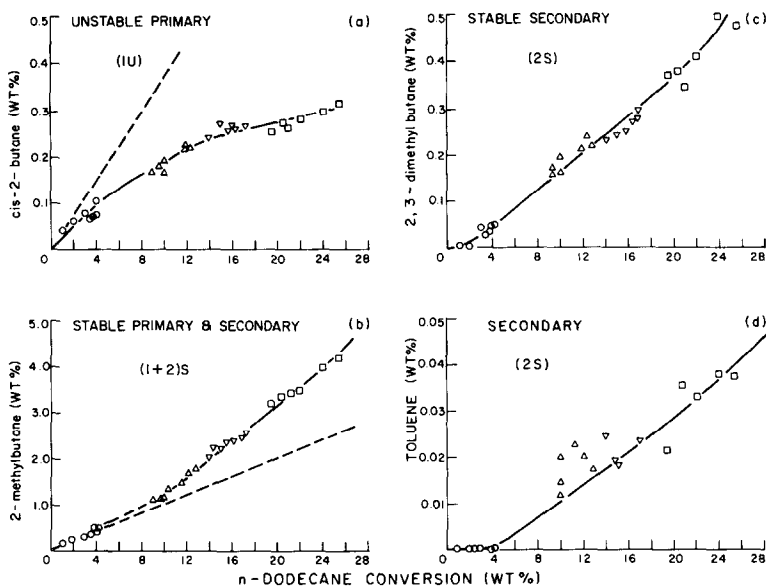 UNSTABLE PRIMARY
(a)
(1U)
cis-2-butane (WT%)
0.5
0.4
0.3
0.2
0.1
0 4 8 12 16 20 24 28
STABLE SECONDARY
(c)
(2S)
2,3-dimethyl butane (WT%)
0.5
0.4
0.3
0.2
0.1
0 4 8 12 16 20 24 28
STABLE PRIMARY & SECONDARY
(b)
(1+2)S
2-methylbutane (WT%)
5.0
4.0
3.0
2.0
1.0
0 4 8 12 16 20 24 28
SECONDARY
(d)
(2S)
TOLUENE (WT%)
0.05
0.04
0.03
0.02
0.01
0 4 8 12 16 20 24 28
n-DODECANE CONVERSION (WT%)